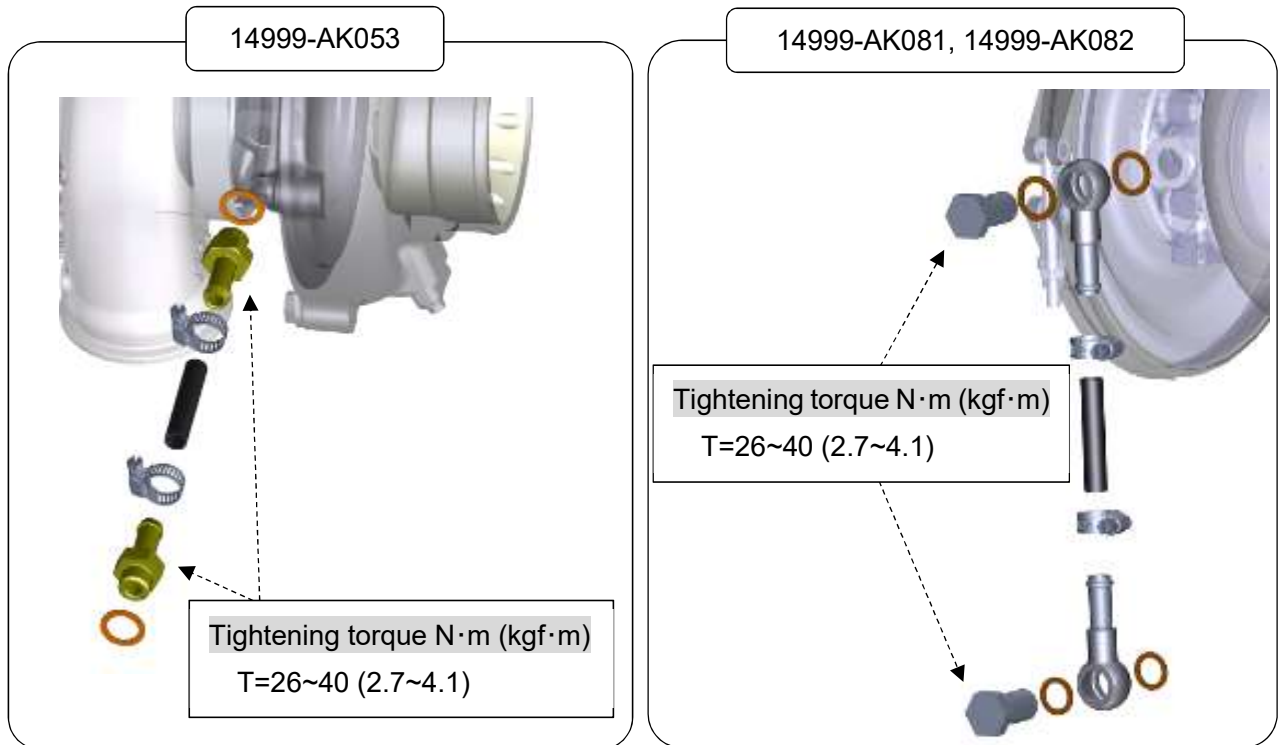 14999-AK053
Tightening torque N·m (kgf·m)
T=26~40 (2.7~4.1)
14999-AK081, 14999-AK082
Tightening torque N·m (kgf·m)
T=26~40 (2.7~4.1)